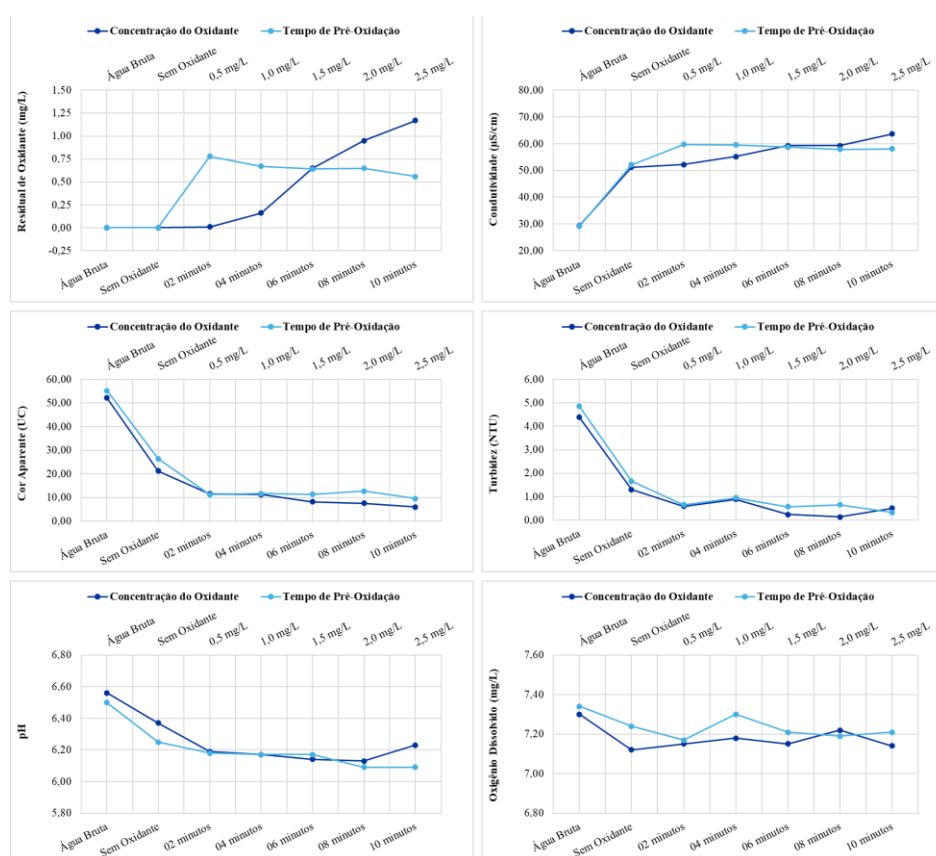 Concentração do Oxidante Tempo de Pré-Oxidação
Água Bruta Sem Oxidante 0,5 mg/L 1,0 mg/L 1,5 mg/L 2,0 mg/L 2,5 mg/L
Residual de Oxidante (mg/L)
1,50
1,25
1,00
0,75
0,50
0,25
0,00
-0,25
Água Bruta Sem Oxidante 02 minutos 04 minutos 06 minutos 08 minutos 10 minutos
Concentração do Oxidante Tempo de Pré-Oxidação
Água Bruta Sem Oxidante 0,5 mg/L 1,0 mg/L 1,5 mg/L 2,0 mg/L 2,5 mg/L
Condutividade (µS/cm)
80,00
70,00
60,00
50,00
40,00
30,00
20,00
Água Bruta Sem Oxidante 02 minutos 04 minutos 06 minutos 08 minutos 10 minutos
Concentração do Oxidante Tempo de Pré-Oxidação
Água Bruta Sem Oxidante 0,5 mg/L 1,0 mg/L 1,5 mg/L 2,0 mg/L 2,5 mg/L
Cor Aparente (UC)
60,00
50,00
40,00
30,00
20,00
10,00
0,00
Água Bruta Sem Oxidante 02 minutos 04 minutos 06 minutos 08 minutos 10 minutos
Concentração do Oxidante Tempo de Pré-Oxidação
Água Bruta Sem Oxidante 0,5 mg/L 1,0 mg/L 1,5 mg/L 2,0 mg/L 2,5 mg/L
Turbidez (NTU)
6,00
5,00
4,00
3,00
2,00
1,00
0,00
Água Bruta Sem Oxidante 02 minutos 04 minutos 06 minutos 08 minutos 10 minutos
Concentração do Oxidante Tempo de Pré-Oxidação
Água Bruta Sem Oxidante 0,5 mg/L 1,0 mg/L 1,5 mg/L 2,0 mg/L 2,5 mg/L
pH
6,80
6,60
6,40
6,20
6,00
5,80
Água Bruta Sem Oxidante 02 minutos 04 minutos 06 minutos 08 minutos 10 minutos
Concentração do Oxidante Tempo de Pré-Oxidação
Água Bruta Sem Oxidante 0,5 mg/L 1,0 mg/L 1,5 mg/L 2,0 mg/L 2,5 mg/L
Oxigênio Dissolvido (mg/L)
7,60
7,40
7,20
7,00
6,80
Água Bruta Sem Oxidante 02 minutos 04 minutos 06 minutos 08 minutos 10 minutos